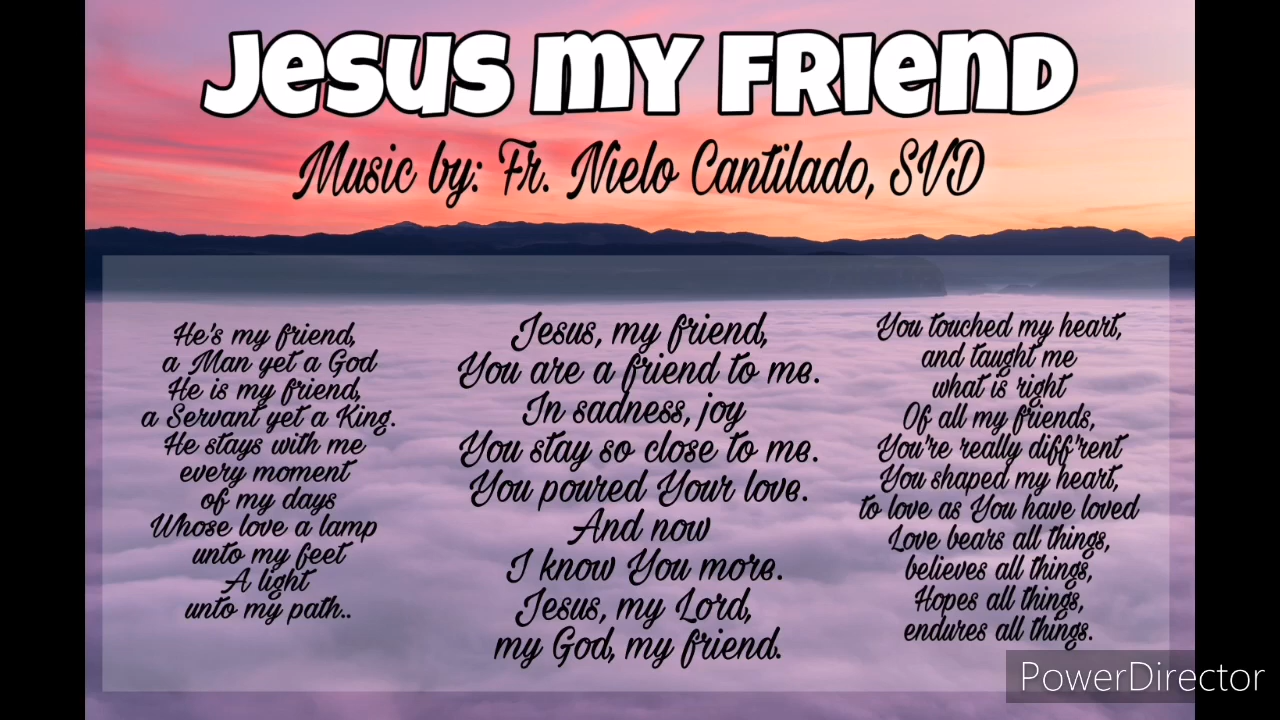 Jesus my Friend
Music by: Fr. Nielo Cantilado, SVD
He's my friend,
a Man yet a God
He is my friend,
a Servant yet a King.
He stays with me
every moment
of my days
Whose love a lamp
unto my feet
A light
unto my path..
Jesus, my friend,
You are a friend to me.
In sadness, joy
You stay so close to me.
You poured Your love.
And now
I know You more.
Jesus, my Lord,
my God, my friend.
You touched my heart,
and taught me
what is right
Of all my friends,
You're really diff'rent
You shaped my heart,
to love as You have loved
Love bears all things,
believes all things,
Hopes all things,
endures all things.
PowerDirector